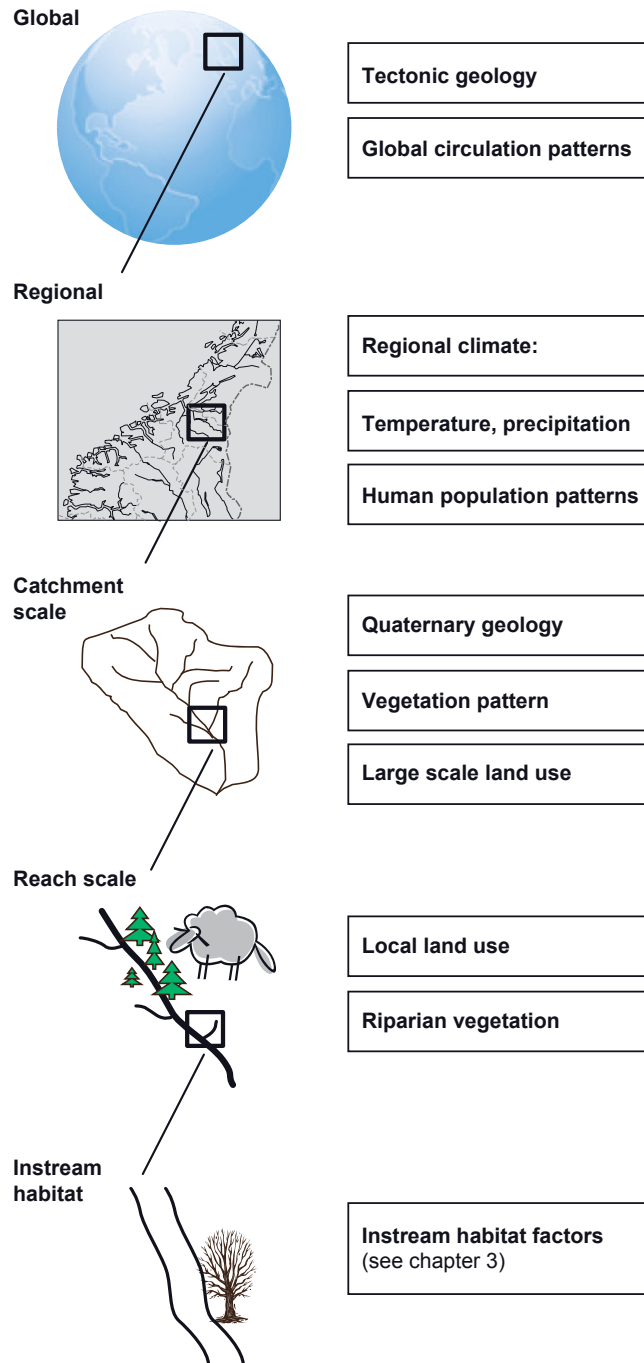 Global
Tectonic geology
Global circulation patterns
Regional
Regional climate:
Temperature, precipitation
Human population patterns
Catchment
scale
Quaternary geology
Vegetation pattern
Large scale land use
Reach scale
Local land use
Riparian vegetation
Instream
habitat
Instream habitat factors
(see chapter 3)